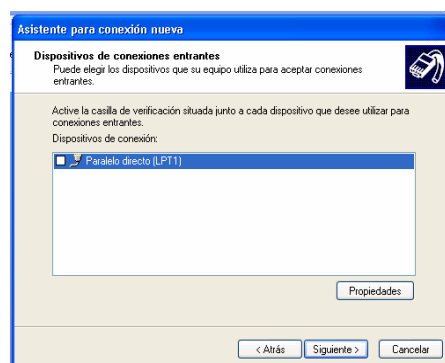 Asistente para conexión nueva
Dispositivos de conexiones entrantes
Puede elegir los dispositivos que su equipo utiliza para aceptar conexiones
entrantes.
Active la casilla de verificación situada junto a cada dispositivo que desee utilizar para
conexiones entrantes.
Dispositivos de conexión:
Paralelo directo (LPT1)
Propiedades
< Atrás
Siguiente >
Cancelar